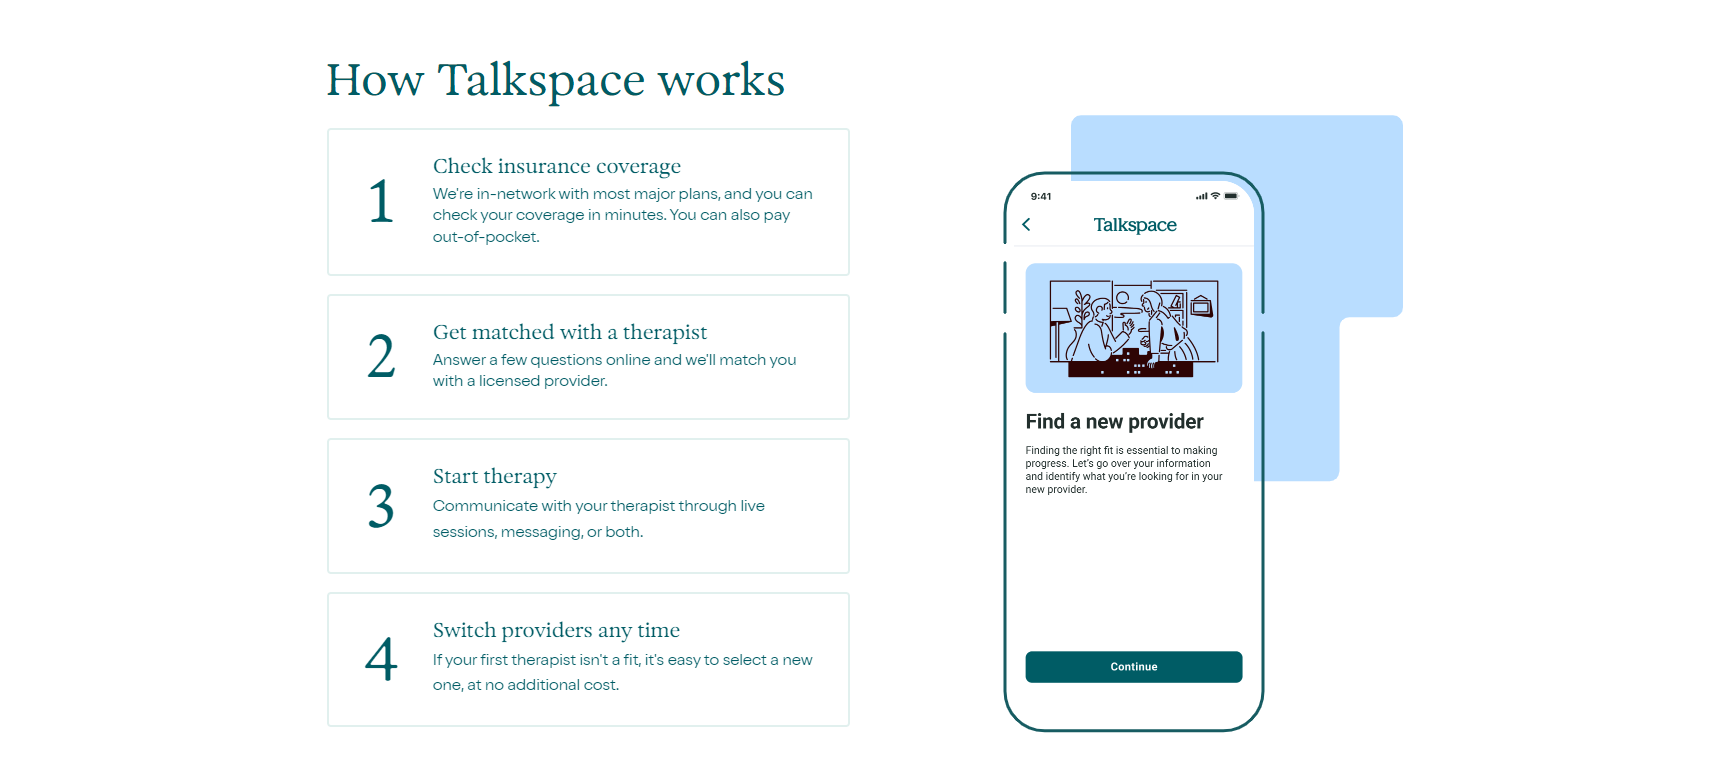 How Talkspace works
1
Check insurance coverage
We're in-network with most major plans, and you can
check your coverage in minutes. You can also pay
out-of-pocket.
2
Get matched with a therapist
Answer a few questions online and we'll match you
with a licensed provider.
3
Start therapy
Communicate with your therapist through live
sessions, messaging, or both.
4
Switch providers any time
If your first therapist isn't a fit, it's easy to select a new
one, at no additional cost.
9:41
Talkspace
Find a new provider
Finding the right fit is essential to making
progress. Let's go over your information
and identify what you're looking for in your
new provider.
Continue